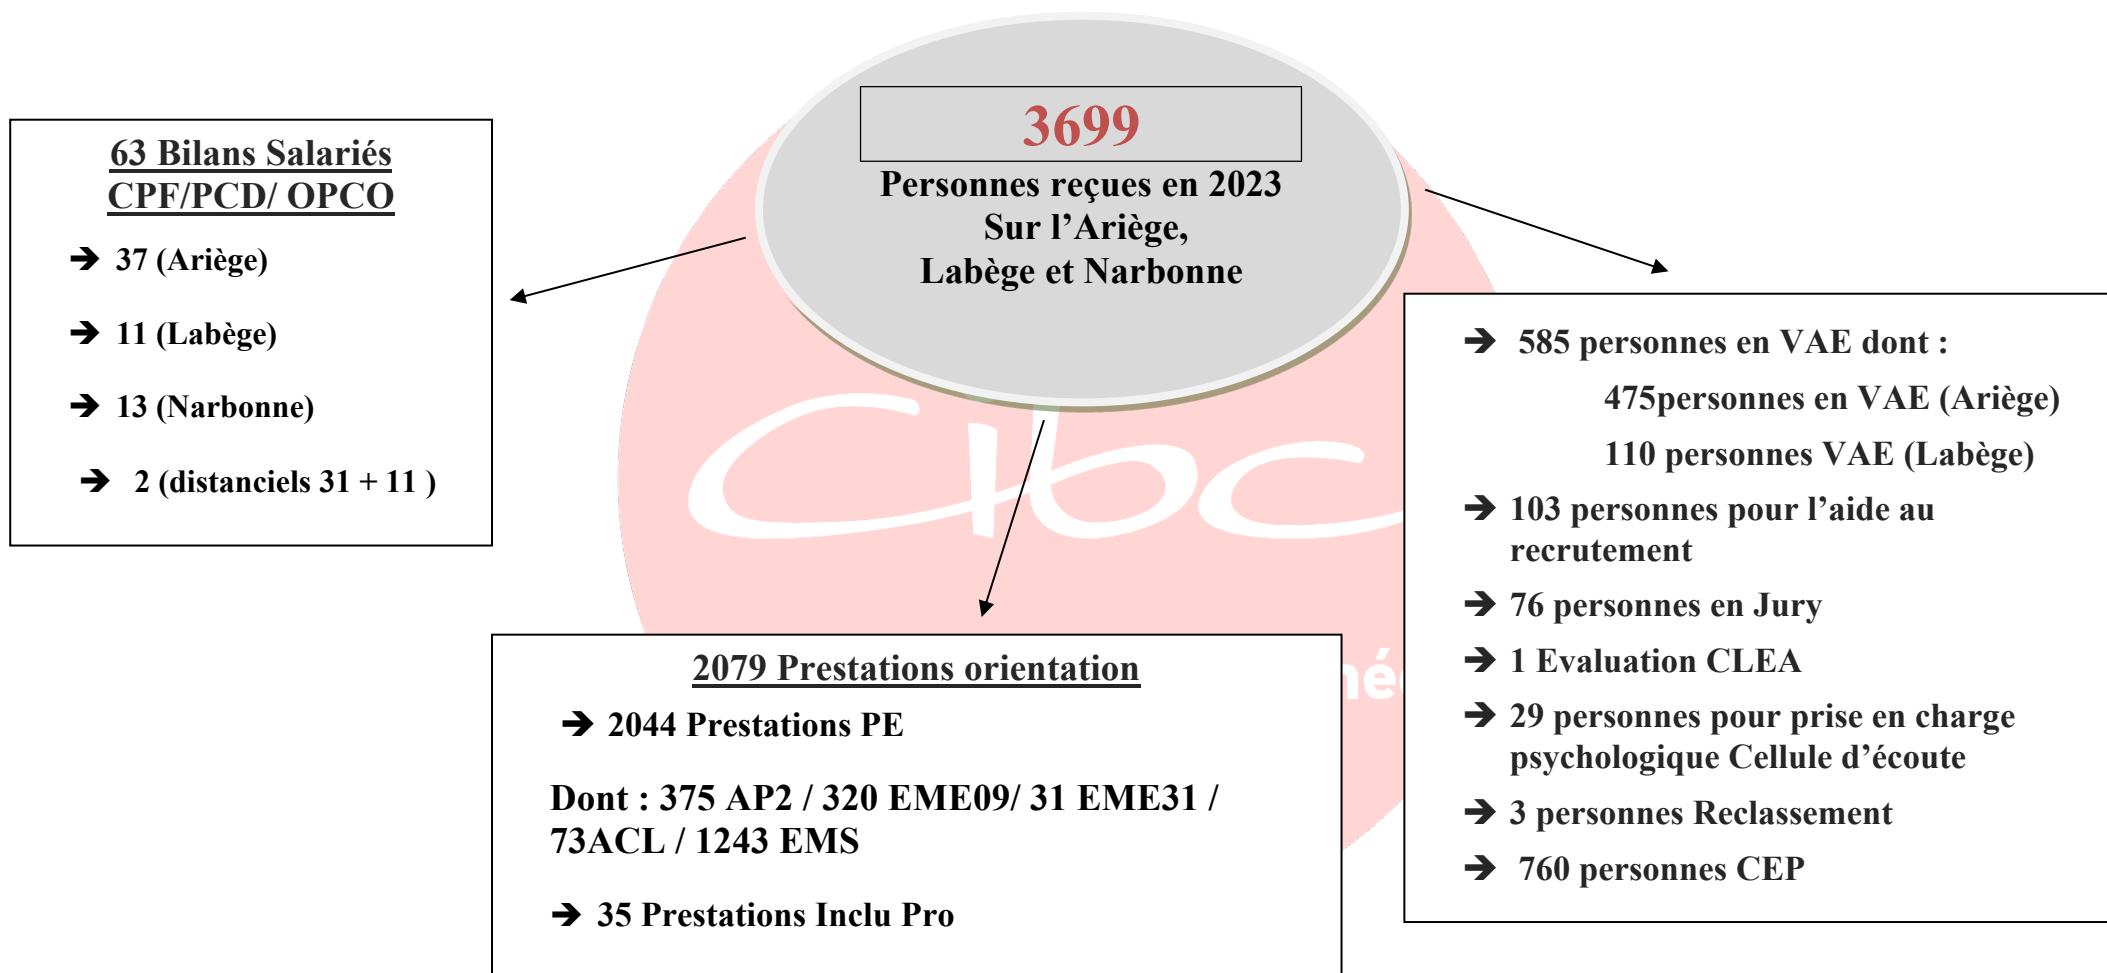 3699
Personnes reçues en 2023
Sur l’Ariège,
Labège et Narbonne
63 Bilans Salariés
CPF/PCD/ OPCO
➔ 37 (Ariège)
➔ 11 (Labège)
➔ 13 (Narbonne)
➔ 2 (distanciels 31 + 11 )
2079 Prestations orientation
➔ 2044 Prestations PE
Dont : 375 AP2 / 320 EME09/ 31 EME31 /
73ACL / 1243 EMS
➔ 35 Prestations Inclu Pro
➔ 585 personnes en VAE dont :
475personnes en VAE (Ariège)
110 personnes VAE (Labège)
➔ 103 personnes pour l’aide au
recrutement
➔ 76 personnes en Jury
➔ 1 Evaluation CLEA
➔ 29 personnes pour prise en charge
psychologique Cellule d’écoute
➔ 3 personnes Reclassement
➔ 760 personnes CEP
cibc